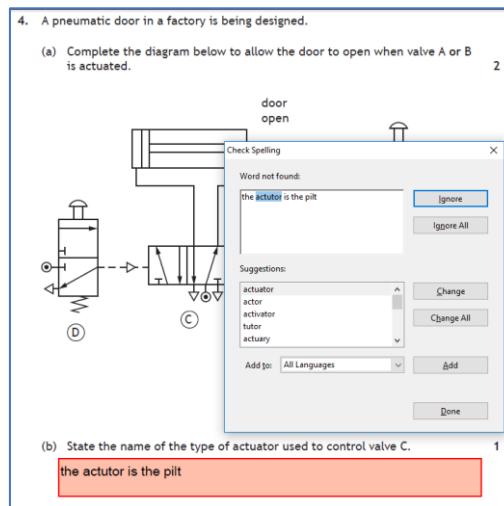 4. A pneumatic door in a factory is being designed.
(a) Complete the diagram below to allow the door to open when valve A or B
is actuated. 2
door
open
Check Spelling
Word not found:
the actutor is the pilt
Ignore
Ignore All
Suggestions:
actuator
actor
activator
tutor
actuary
Change
Change All
Add to: All Languages
Add
Done
D
C
(b) State the name of the type of actuator used to control valve C. 1
the actutor is the pilt